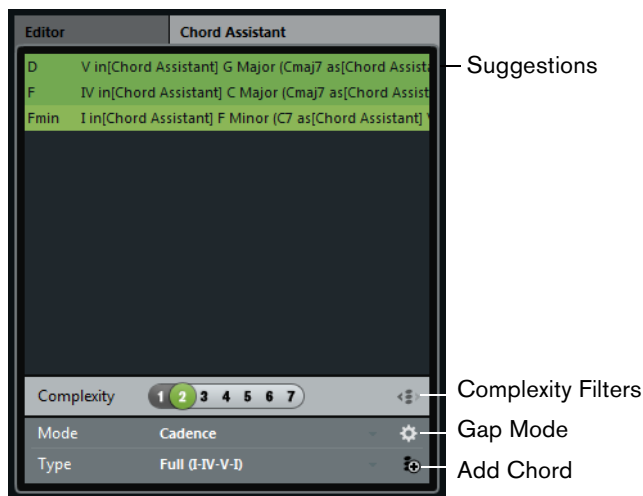 Editor Chord Assistant
D V in[Chord Assistant] G Major (Cmaj7 as[Chord Assista
Suggestions
F IV in[Chord Assistant] C Major (Cmaj7 as[Chord Assist
Fmin I in[Chord Assistant] F Minor (C7 as[Chord Assistant] V
Complexity 1 2 3 4 5 6 7
Complexity Filters
Mode Cadence
Gap Mode
Type Full (I-IV-V-I)
Add Chord